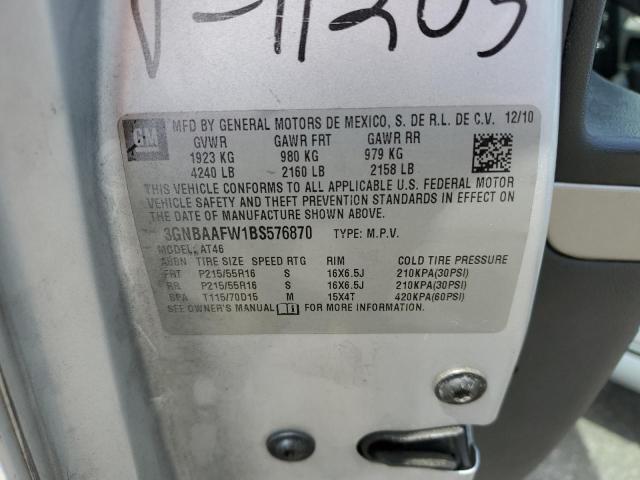 11203
GM
MFD BY GENERAL MOTORS DE MEXICO, S. DE R.L. DE C.V. 12/10
GVWR GAWR FRT GAWR RR
1923 KG 980 KG 979 KG
4240 LB 2160 LB 2158 LB
THIS VEHICLE CONFORMS TO ALL APPLICABLE U.S. FEDERAL MOTOR
VEHICLE SAFETY AND THEFT PREVENTION STANDARDS IN EFFECT ON
THE DATE OF MANUFACTURE SHOWN ABOVE.
3GNBAAFW1BS576870 TYPE: M.P.V.
MODEL: AT46
ABBN TIRE SIZE SPEED RTG RIM COLD TIRE PRESSURE
FRT P215/55R16 S 16X6.5J 210KPA(30PSI)
RR P215/55R16 S 16X6.5J 210KPA(30PSI)
SPA T115/70D15 M 15X4T 420KPA(60PSI)
SEE OWNER'S MANUAL FOR MORE INFORMATION.